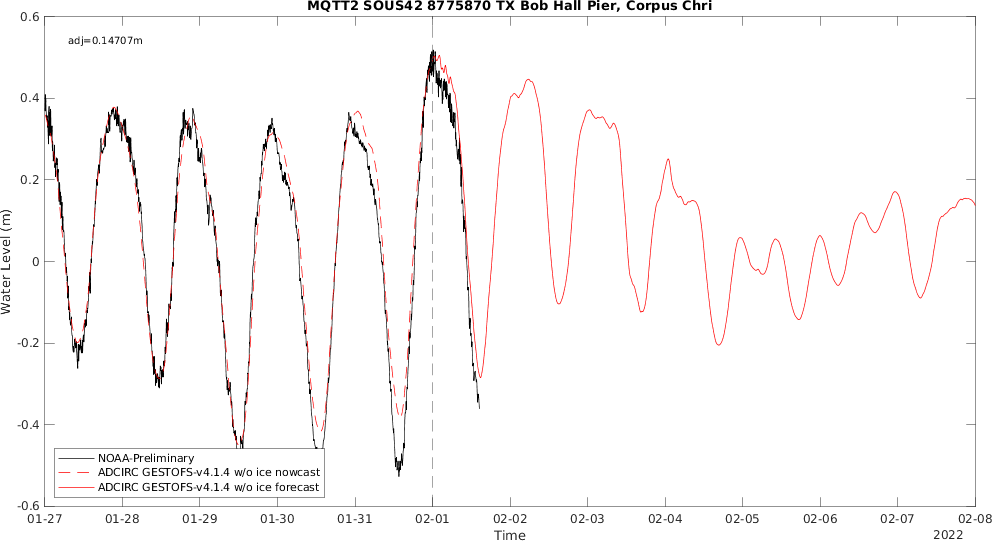 MQTT2 SOUS42 8775870 TX Bob Hall Pier, Corpus Chri
adj=0.14707m
0.6
0.4
0.2
0
-0.2
-0.4
-0.6
Water Level (m)
NOAA-Preliminary
ADCIRC GESTOFS-v4.1.4 w/o ice nowcast
ADCIRC GESTOFS-v4.1.4 w/o ice forecast
01-27 01-28 01-29 01-30 01-31 02-01 02-02 02-03 02-04 02-05 02-06 02-07 02-08
Time
2022